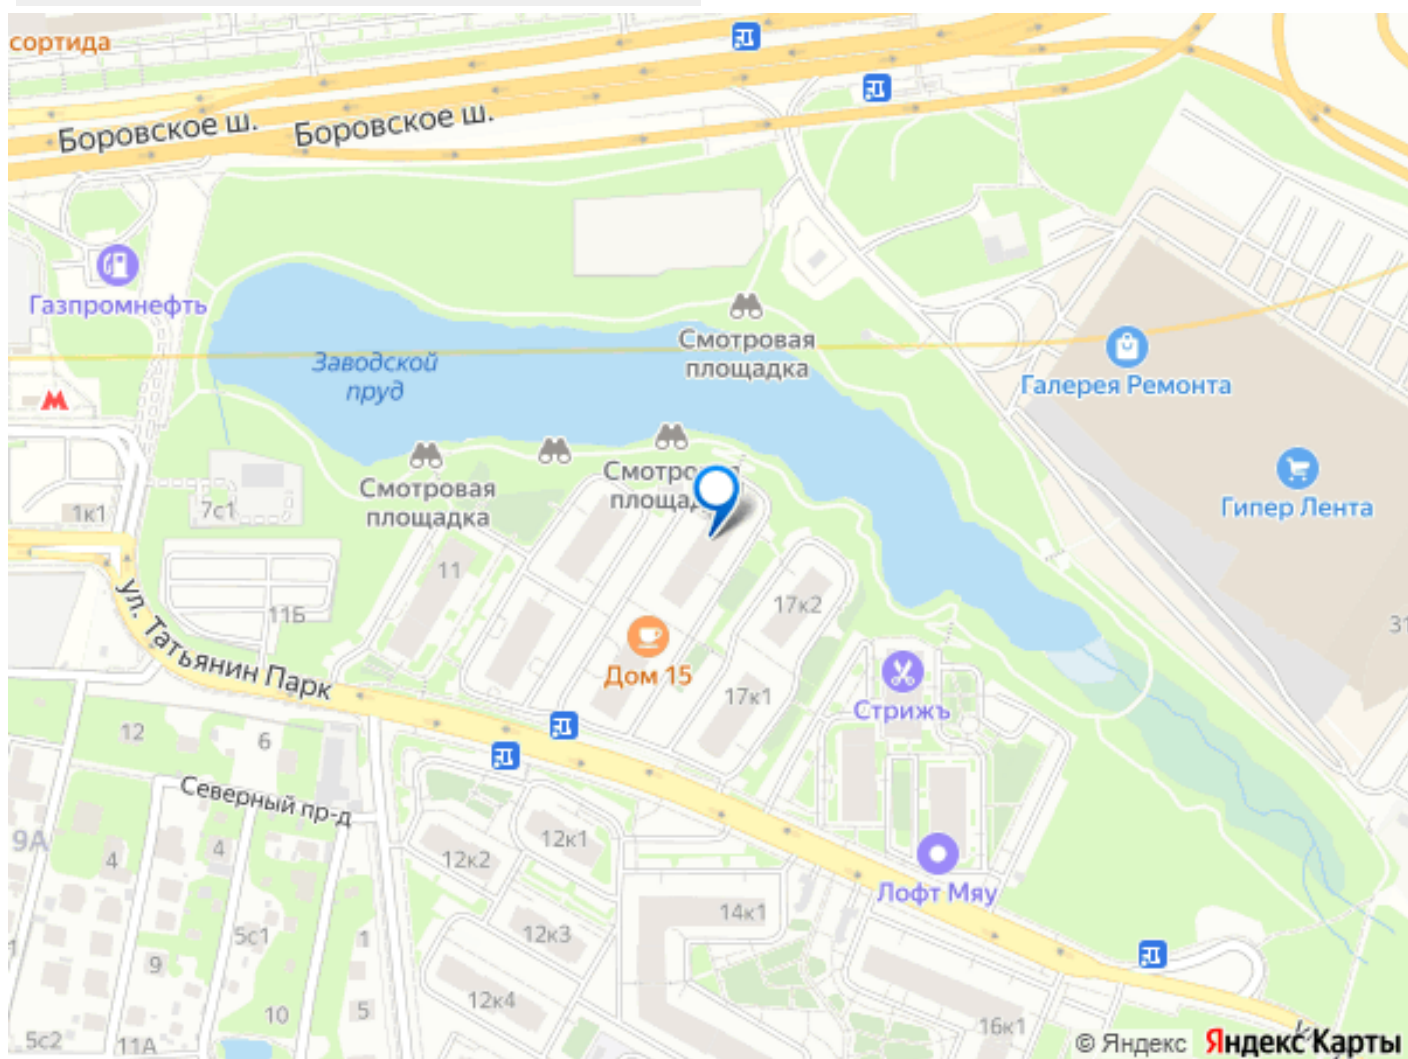 сортида
Боровское ш.
Боровское ш.
Газпромнефть
Заводской
пруд
Смотровая
площадка
Галерея Ремонта
Смотровая
площадка
7с1
1к1
Гипер Лента
11
11Б
17к2
31
ул. Татьянин Парк
Дом 15
17к1
Стрижъ
12
6
Северный пр-д
9А
4
4
12к2
12к1
Лофт Мяу
14к1
5с1
1
12к3
9
12к4
10
5
16к1
5с2
11А
© Яндекс
Яндекс Карты